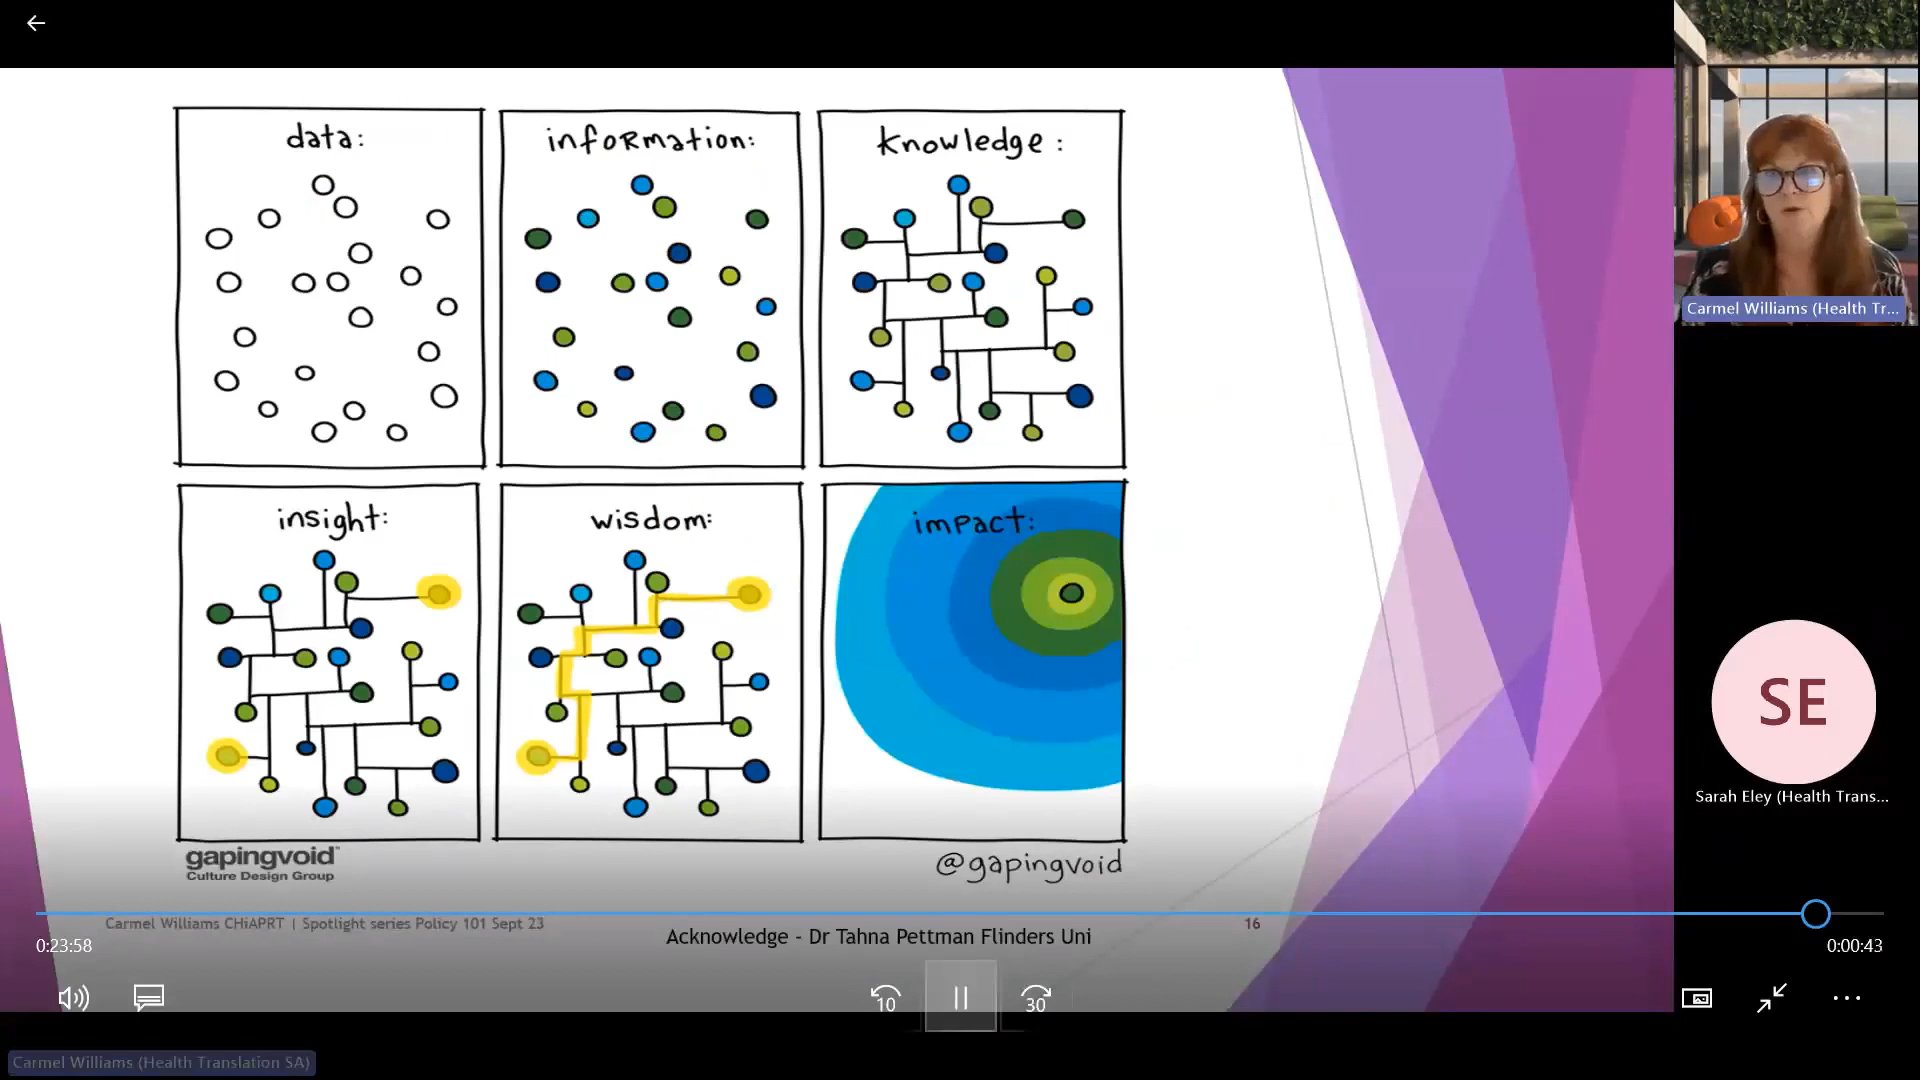 data:
information:
knowledge:
insight:
wisdom:
impact:
gapingvoid
Culture Design Group
@gapingvoid
Carmel Williams CHiAPRT | Spotlight series Policy 101 Sept 23
16
Acknowledge - Dr Tahna Pettman Flinders Uni
0:23:58
0:00:43
10
30
Carmel Williams (Health Tr...
SE
Sarah Eley (Health Trans...
Carmel Williams (Health Translation SA)